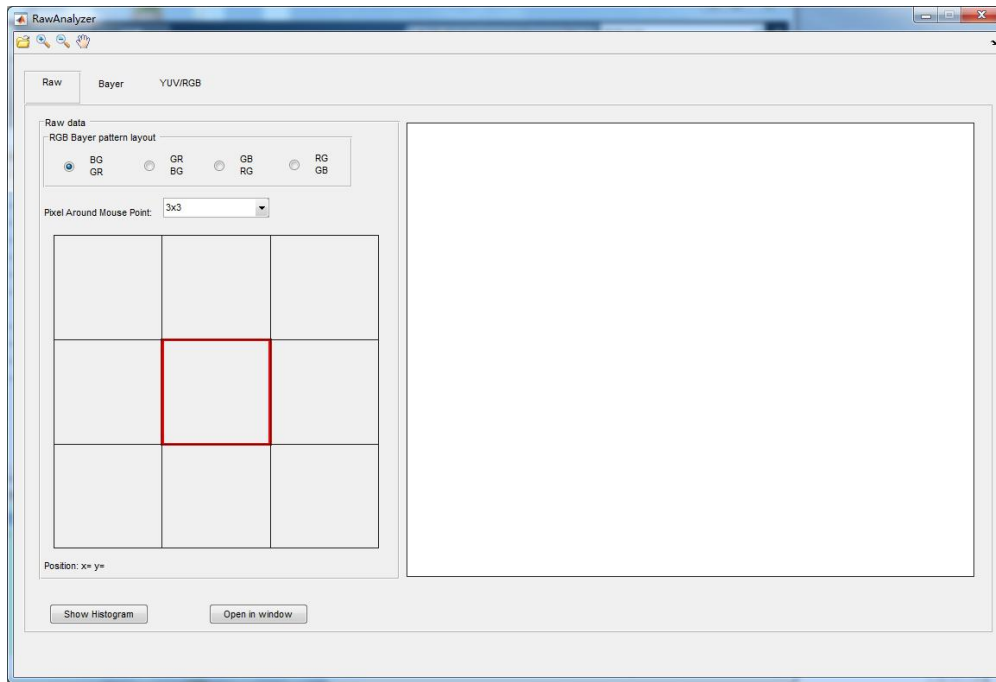 RawAnalyzer
Raw Bayer YUV/RGB
Raw data
RGB Bayer pattern layout
BG GR GB RG
GR BG RG GB
Pixel Around Mouse Point: 3x3
Position: x= y=
Show Histogram Open in window